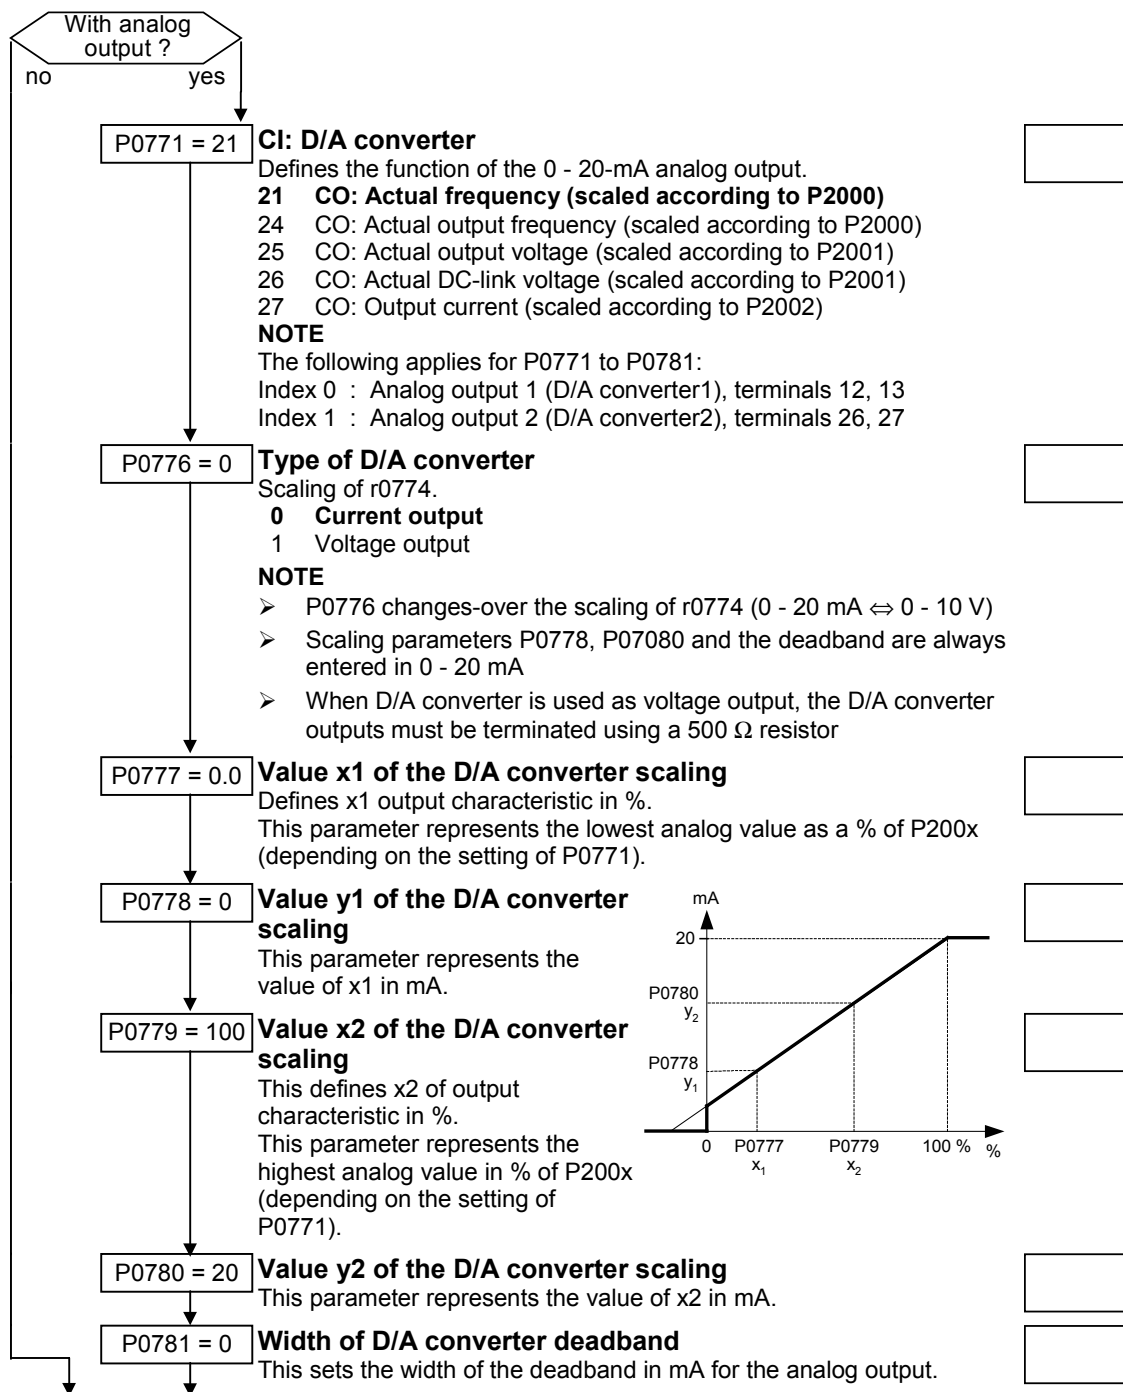 With analog
output ?
no yes
P0771 = 21 CI: D/A converter
Defines the function of the 0 - 20-mA analog output.
21 CO: Actual frequency (scaled according to P2000)
24 CO: Actual output frequency (scaled according to P2000)
25 CO: Actual output voltage (scaled according to P2001)
26 CO: Actual DC-link voltage (scaled according to P2001)
27 CO: Output current (scaled according to P2002)
NOTE
The following applies for P0771 to P0781:
Index 0 : Analog output 1 (D/A converter1), terminals 12, 13
Index 1 : Analog output 2 (D/A converter2), terminals 26, 27
P0776 = 0 Type of D/A converter
Scaling of r0774.
0 Current output
1 Voltage output
NOTE
➢ P0776 changes-over the scaling of r0774 (0 - 20 mA ⇔ 0 - 10 V)
➢ Scaling parameters P0778, P07080 and the deadband are always
entered in 0 - 20 mA
➢ When D/A converter is used as voltage output, the D/A converter
outputs must be terminated using a 500 Ω resistor
P0777 = 0.0 Value x1 of the D/A converter scaling
Defines x1 output characteristic in %.
This parameter represents the lowest analog value as a % of P200x
(depending on the setting of P0771).
P0778 = 0 Value y1 of the D/A converter
scaling
This parameter represents the
value of x1 in mA.
P0779 = 100 Value x2 of the D/A converter
scaling
This defines x2 of output
characteristic in %.
This parameter represents the
highest analog value in % of P200x
(depending on the setting of
P0771).
mA
20
P0780
y2
P0778
y1
0 P0777 P0779 100 % %
x1 x2
P0780 = 20 Value y2 of the D/A converter scaling
This parameter represents the value of x2 in mA.
P0781 = 0 Width of D/A converter deadband
This sets the width of the deadband in mA for the analog output.